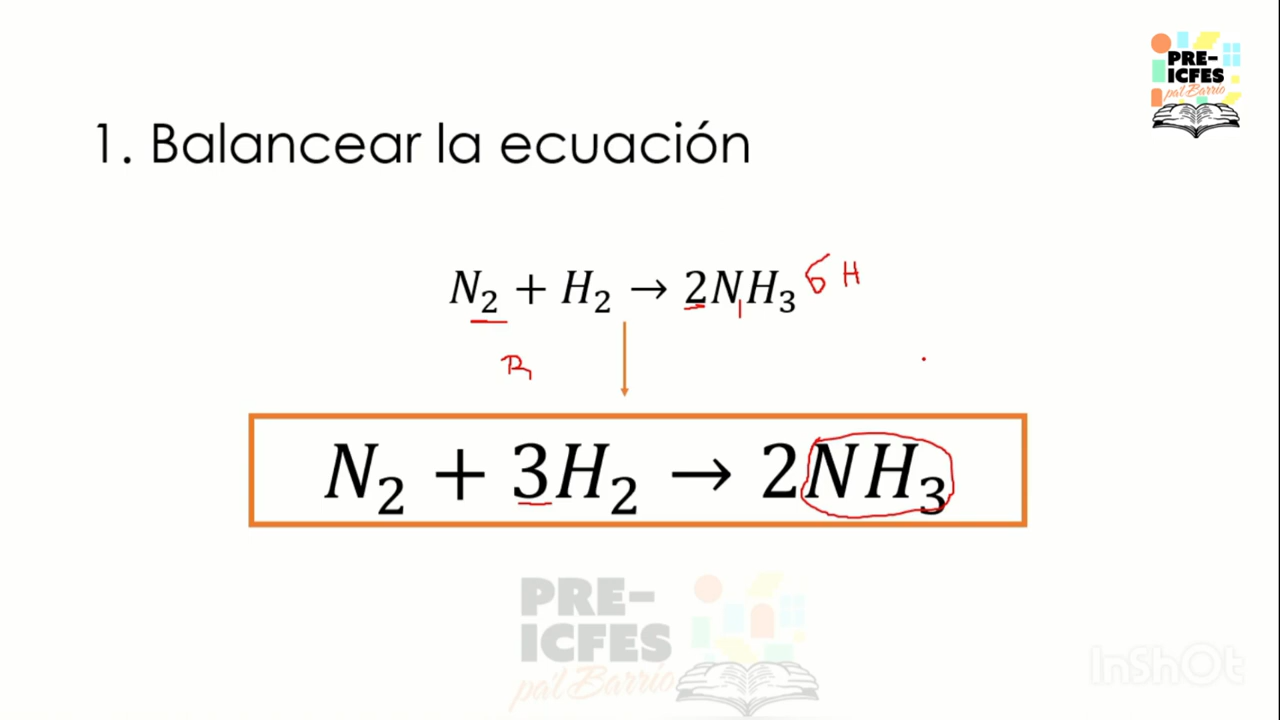 PRE-
ICFES
pal Barrio
1. Balancear la ecuación
N₂ + H₂ → 2NH₃ 6 H
N₂ + 3H₂ → 2NH₃
PRE-
ICFES
pal Barrio
InShOt